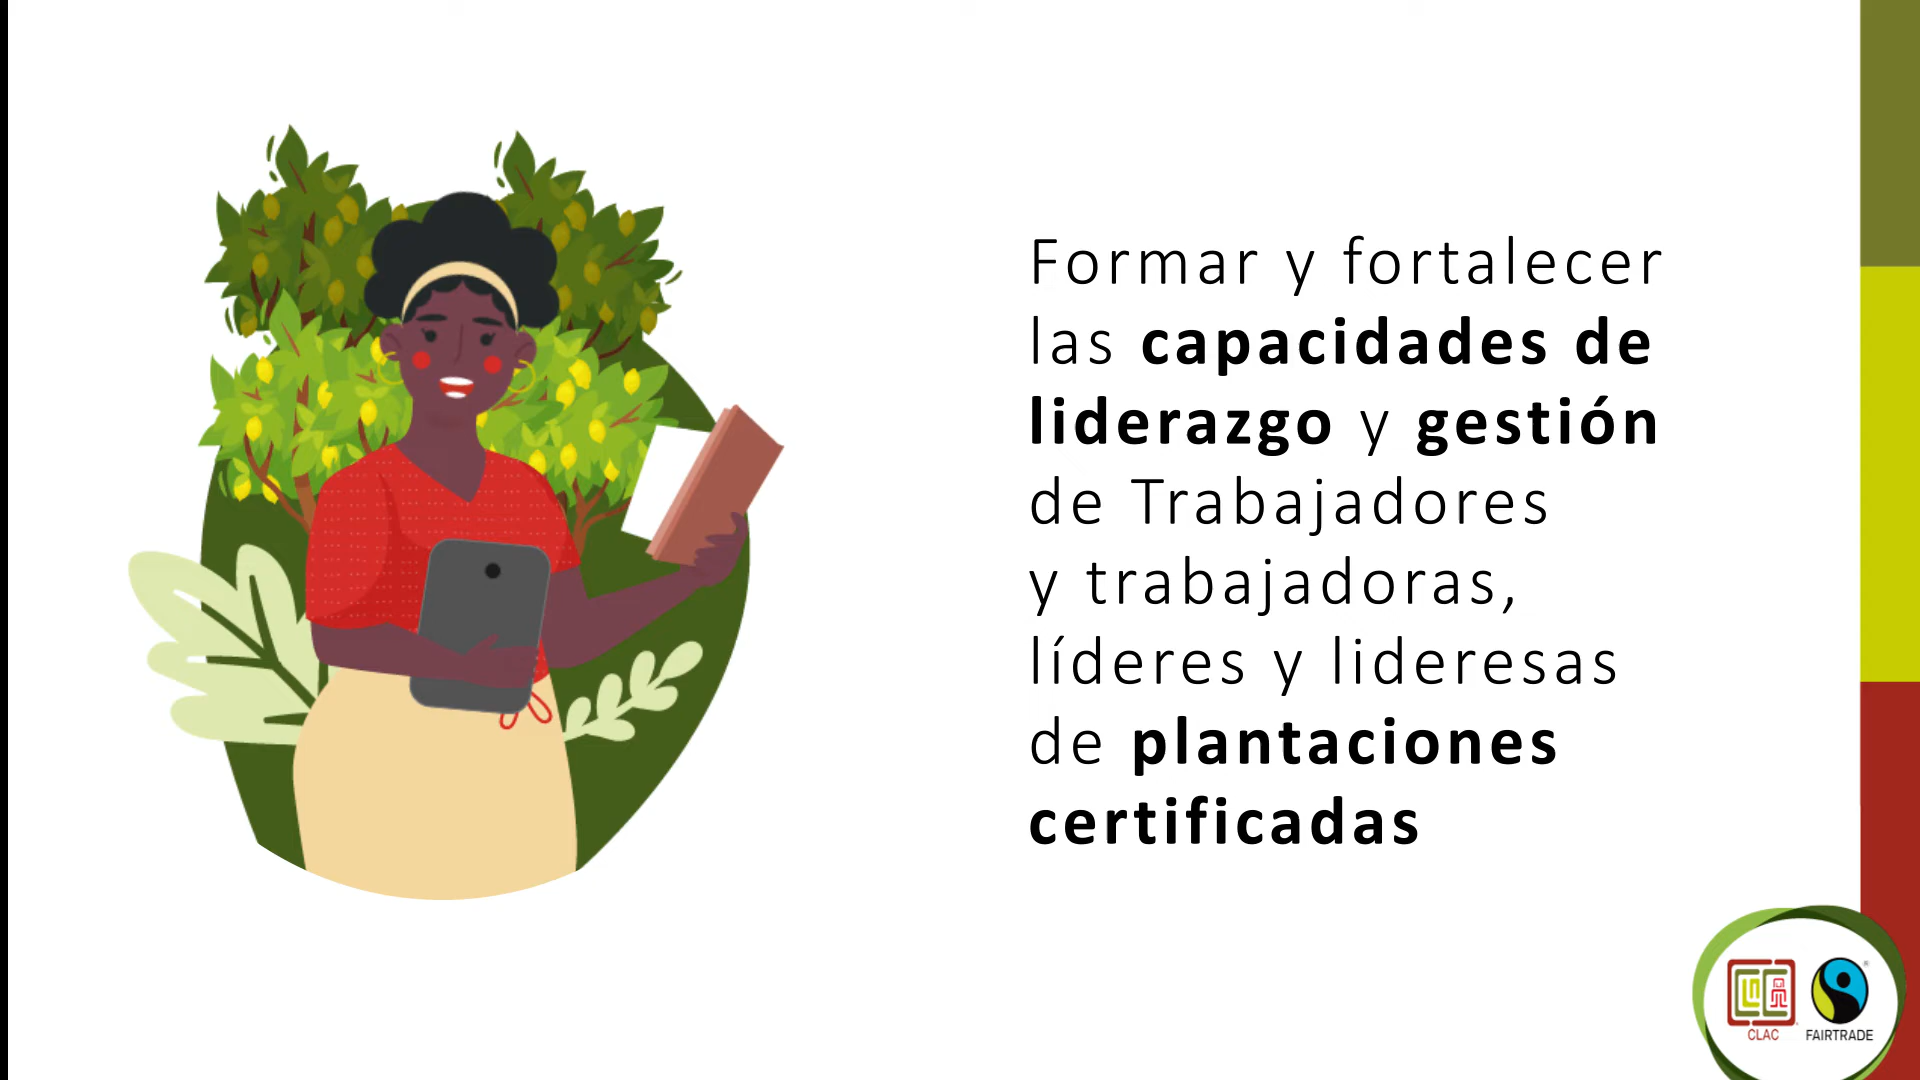 Formar y fortalecer
las capacidades de
liderazgo y gestión
de Trabajadores
y trabajadoras,
líderes y lideresas
de plantaciones
certificadas
CLAC
FAIRTRADE